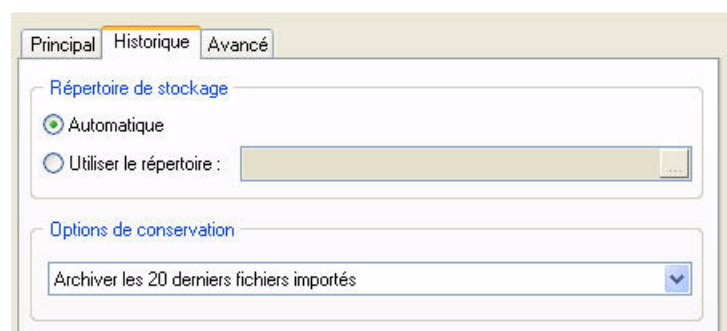 Principal Historique Avancé
Répertoire de stockage
Automatique
Utiliser le répertoire : ...
Options de conservation
Archiver les 20 derniers fichiers importés